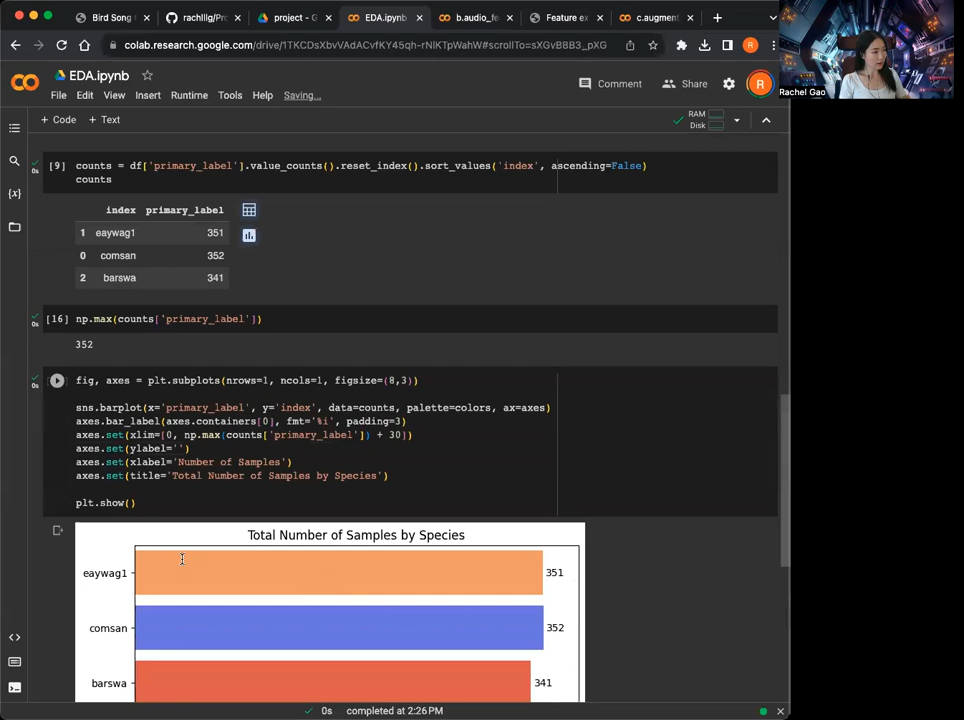 Bird Song
rachlllg/Pro
project - G
EDA.ipynb
b.audio_fe
Feature ex
c.augment
colab.research.google.com/drive/1TKCDsXbvVAdACvfKY45qh-rNIKTpWahW#scrollTo=sXGvBBB3_pXG
R
Rachel Gao
EDA.ipynb
Comment Share R
File Edit View Insert Runtime Tools Help Saving...
+ Code + Text
RAM
Disk
[9] counts = df['primary_label'].value_counts().reset_index().sort_values('index', ascending=False)
0s
counts
index primary_label
1 eaywag1 351
0 comsan 352
2 barswa 341
[16] np.max(counts['primary_label'])
0s
352
fig, axes = plt.subplots(nrows=1, ncols=1, figsize=(8,3))
0s
sns.barplot(x='primary_label', y='index', data=counts, palette=colors, ax=axes)
axes.bar_label(axes.containers[0], fmt='%i', padding=3)
axes.set(xlim=[0, np.max(counts['primary_label']) + 30])
axes.set(ylabel='')
axes.set(xlabel='Number of Samples')
axes.set(title='Total Number of Samples by Species')
plt.show()
Total Number of Samples by Species
eaywag1 351
comsan 352
barswa 341
0s completed at 2:26 PM